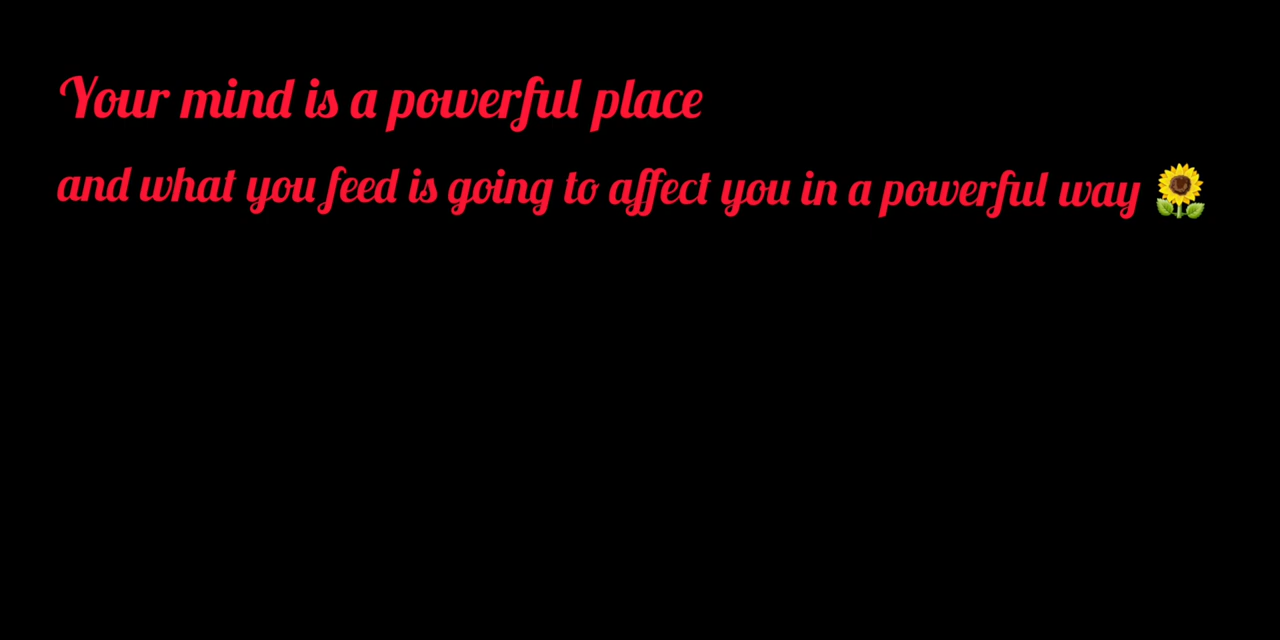 Your mind is a powerful place
and what you feed is going to affect you in a powerful way 🌻